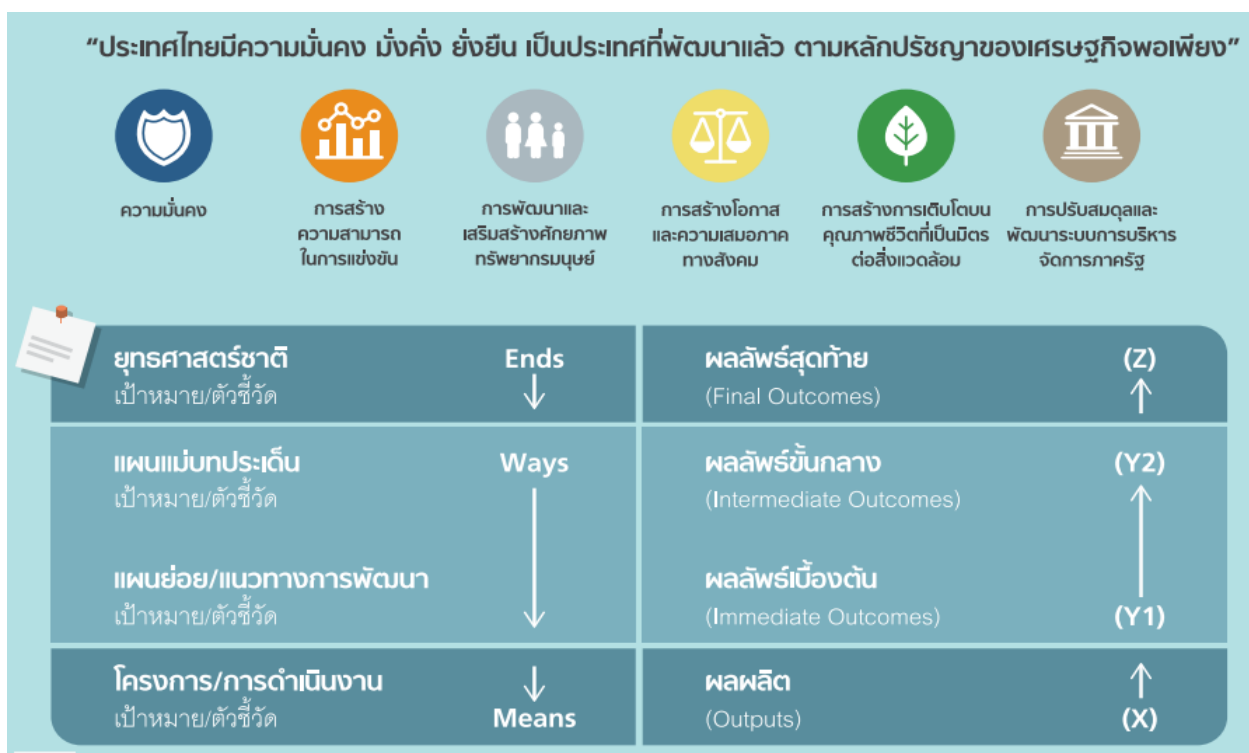 “ประเทศไทยมีความมั่นคง มั่งคั่ง ยั่งยืน เป็นประเทศที่พัฒนาแล้ว ตามหลักปรัชญาของเศรษฐกิจพอเพียง”
ความมั่นคง
การสร้าง
ความสามารถ
ในการแข่งขัน
การพัฒนาและ
เสริมสร้างศักยภาพ
ทรัพยากรมนุษย์
การสร้างโอกาส
และความเสมอภาค
ทางสังคม
การสร้างการเติบโตบน
คุณภาพชีวิตที่เป็นมิตร
ต่อสิ่งแวดล้อม
การปรับสมดุลและ
พัฒนาระบบการบริหาร
จัดการภาครัฐ
ยุทธศาสตร์ชาติ Ends
เป้าหมาย/ตัวชี้วัด
ผลลัพธ์สุดท้าย (Z)
(Final Outcomes)
แผนแม่บทประเด็น Ways
เป้าหมาย/ตัวชี้วัด
ผลลัพธ์ขั้นกลาง (Y2)
(Intermediate Outcomes)
แผนย่อย/แนวทางการพัฒนา
เป้าหมาย/ตัวชี้วัด
ผลลัพธ์เบื้องต้น
(Immediate Outcomes) (Y1)
โครงการ/การดำเนินงาน
เป้าหมาย/ตัวชี้วัด Means
ผลผลิต
(Outputs) (X)